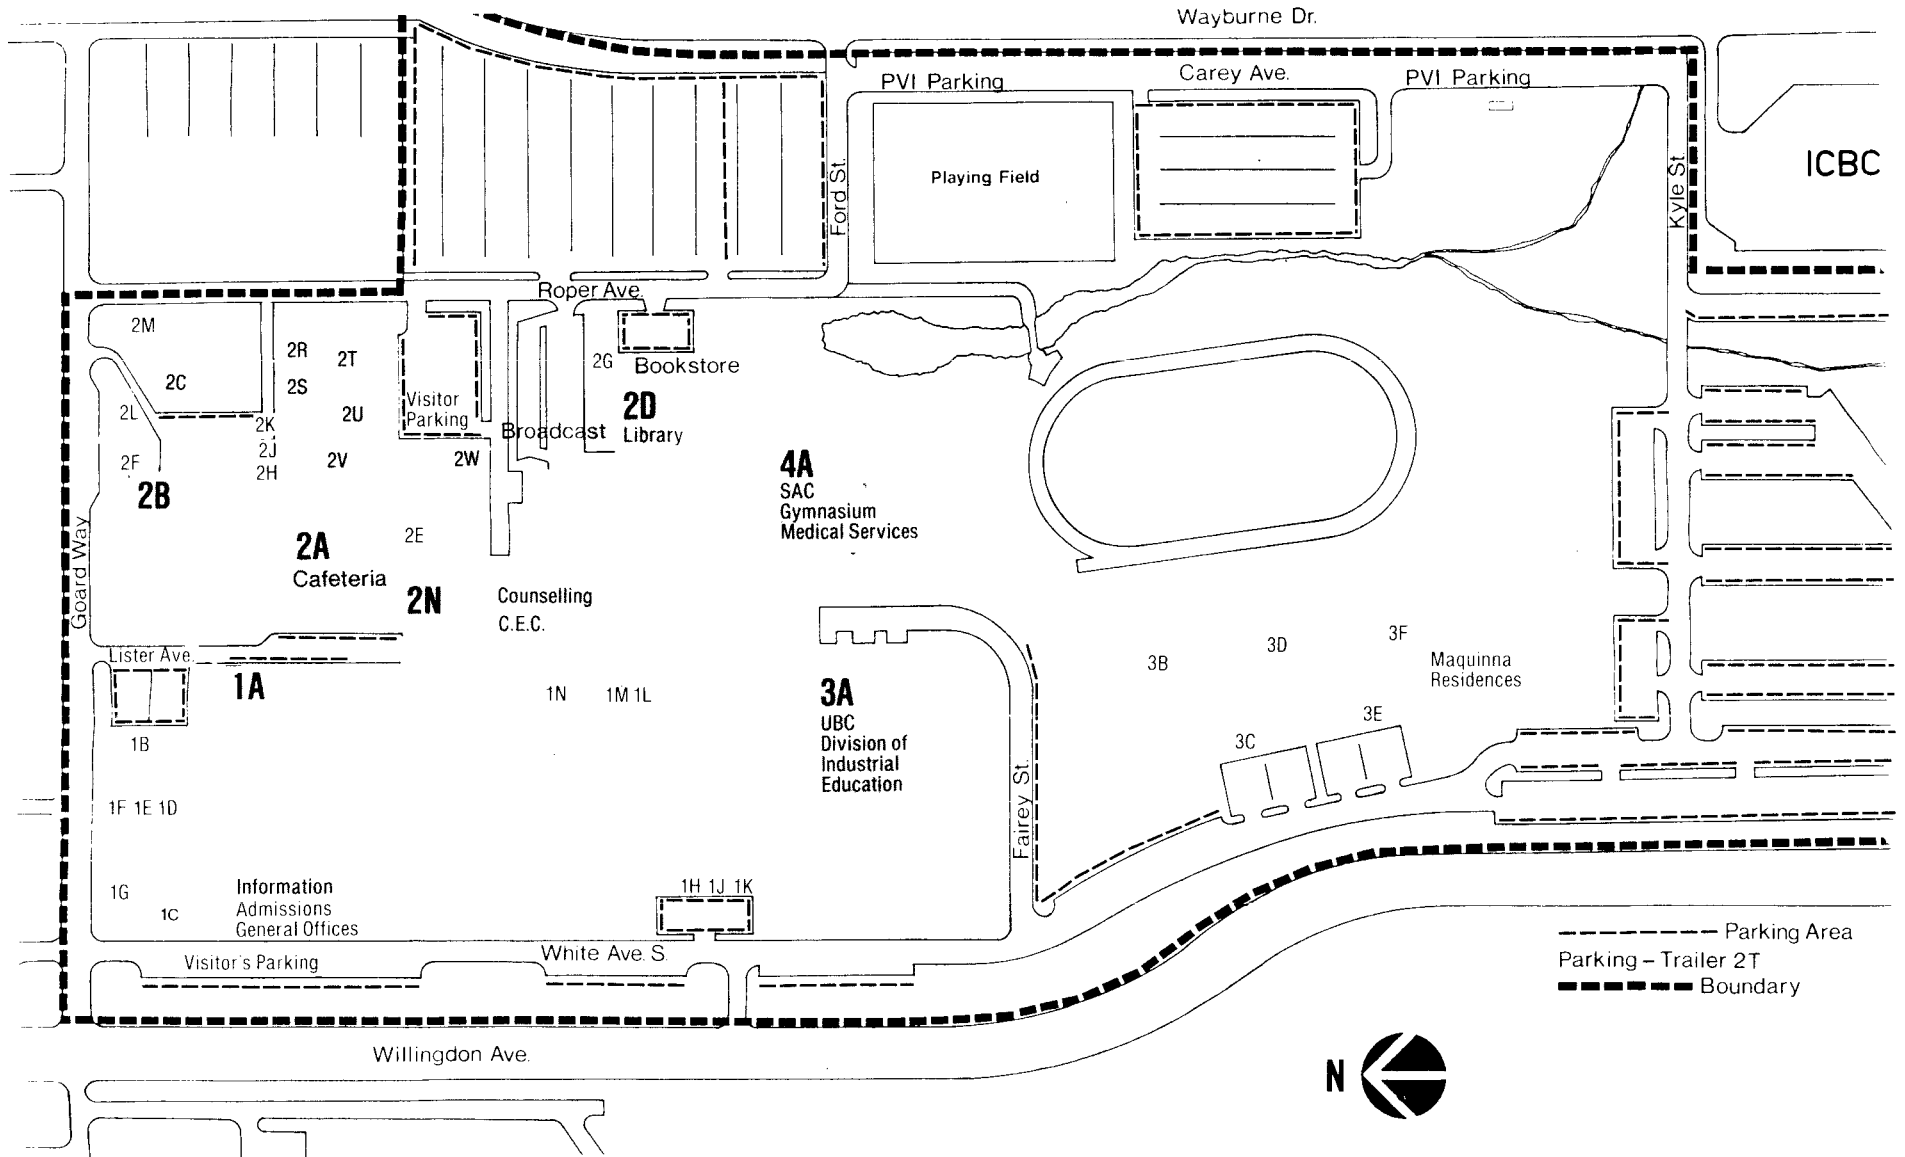 Wayburne Dr.
PVI Parking
Carey Ave.
PVI Parking
ICBC
Playing Field
Ford St.
Kyle St.
Roper Ave.
2M
2R
2T
2C
2S
2G
Bookstore
2L
2U
Visitor
Parking
2D
Library
2K
2J
2H
Broadcast
2F
2B
2V
2W
4A
SAC
Gymnasium
Medical Services
Goard Way
2E
2A
Cafeteria
2N
Counselling
C.E.C.
Lister Ave.
1A
1N
1M 1L
3A
UBC
Division of
Industrial
Education
3B
3D
3F
Maquinna
Residences
3C
3E
1B
1F 1E 1D
Fairey St.
1G
1C
Information
Admissions
General Offices
1H 1J 1K
White Ave. S.
Visitor's Parking
Willingdon Ave.
Parking Area
Parking – Trailer 2T
Boundary
N